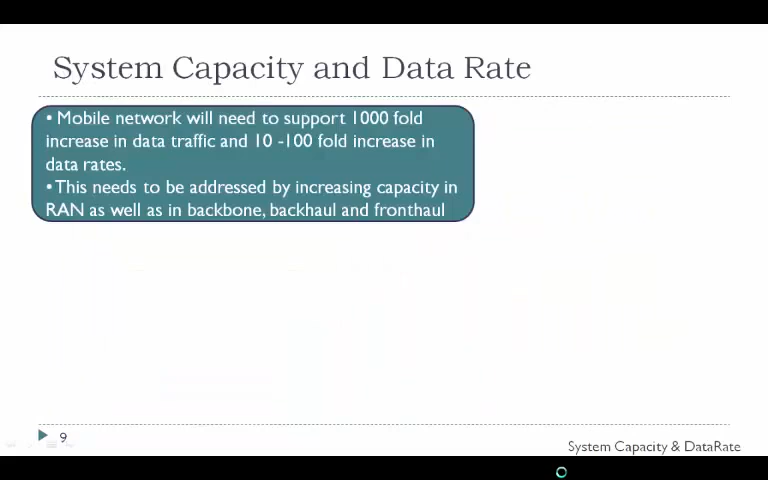 System Capacity and Data Rate
• Mobile network will need to support 1000 fold
increase in data traffic and 10 -100 fold increase in
data rates.
• This needs to be addressed by increasing capacity in
RAN as well as in backbone, backhaul and fronthaul
9
System Capacity & DataRate